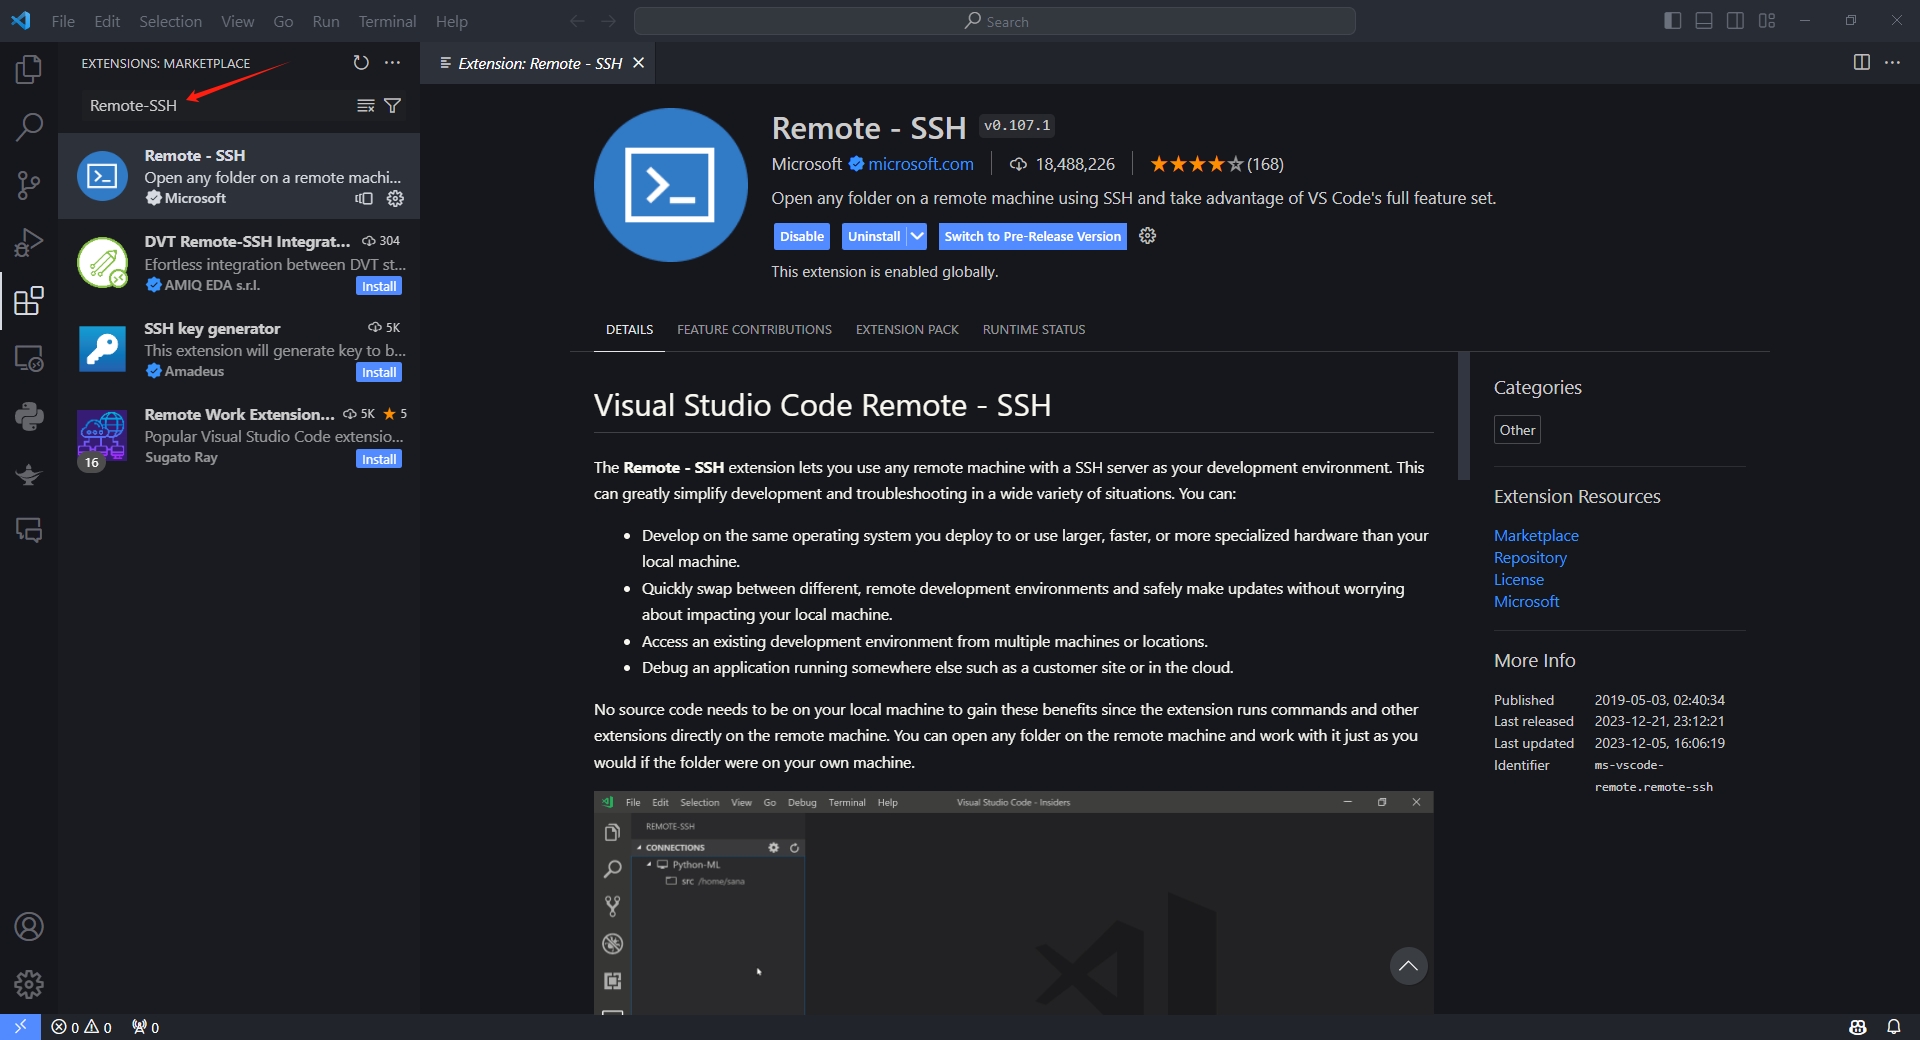 File Edit Selection View Go Run Terminal Help
Search
EXTENSIONS: MARKETPLACE
Remote-SSH
Remote - SSH
Open any folder on a remote machi...
Microsoft
DVT Remote-SSH Integrat... 304
Efortless integration between DVT st...
AMIQ EDA s.r.l. Install
SSH key generator 5K
This extension will generate key to b...
Amadeus Install
Remote Work Extension... 5K 5
Popular Visual Studio Code extensio...
16
Sugato Ray Install
Extension: Remote - SSH
Remote - SSH v0.107.1
Microsoft microsoft.com 18,488,226 (168)
Open any folder on a remote machine using SSH and take advantage of VS Code's full feature set.
Disable Uninstall Switch to Pre-Release Version
This extension is enabled globally.
DETAILS FEATURE CONTRIBUTIONS EXTENSION PACK RUNTIME STATUS
Visual Studio Code Remote - SSH
The Remote - SSH extension lets you use any remote machine with a SSH server as your development environment. This
can greatly simplify development and troubleshooting in a wide variety of situations. You can:
• Develop on the same operating system you deploy to or use larger, faster, or more specialized hardware than your
local machine.
• Quickly swap between different, remote development environments and safely make updates without worrying
about impacting your local machine.
• Access an existing development environment from multiple machines or locations.
• Debug an application running somewhere else such as a customer site or in the cloud.
No source code needs to be on your local machine to gain these benefits since the extension runs commands and other
extensions directly on the remote machine. You can open any folder on the remote machine and work with it just as you
would if the folder were on your own machine.
File Edit Selection View Go Debug Terminal Help Visual Studio Code - Insiders
REMOTE-SSH
CONNECTIONS
Python-ML
src /home/sana
Categories
Other
Extension Resources
Marketplace
Repository
License
Microsoft
More Info
Published 2019-05-03, 02:40:34
Last released 2023-12-21, 23:12:21
Last updated 2023-12-05, 16:06:19
Identifier ms-vscode-
remote.remote-ssh
0 0 0